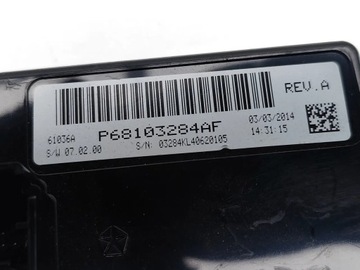 REV.A
61036A
P68103284AF
03/03/2014
S/W 07.02.00
S/N: 03284KL40620105
14:31:15